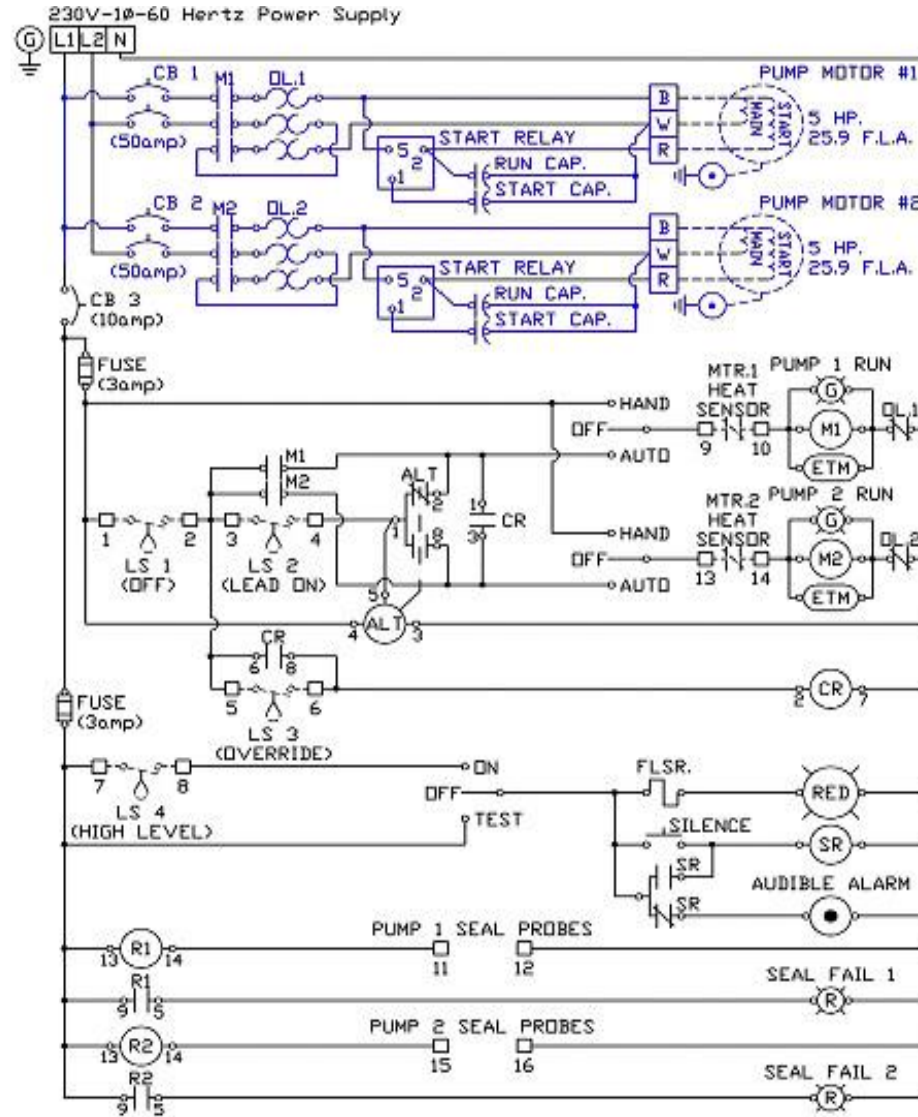 230V-1Ø-60 Hertz Power Supply
G L1 L2 N
CB 1 M1 OL.1 PUMP MOTOR #1
B
(50amp) W MAIN START 5 HP.
START RELAY R 25.9 F.L.A.
5 2 RUN CAP.
1 START CAP.
CB 2 M2 OL.2 PUMP MOTOR #2
B
(50amp) W MAIN START 5 HP.
START RELAY R 25.9 F.L.A.
5 2 RUN CAP.
1 START CAP.
CB 3
(10amp)
FUSE
(3amp)
MTR.1 PUMP 1 RUN
HEAT G
HAND SENSOR OL.1
OFF 9 10 M1
AUTO ETM
M1
M2
ALT
2
MTR.2 PUMP 2 RUN
HEAT G
1 CR HAND SENSOR
1 2 3 4 1 8 3 OL.2
LS 1 LS 2 OFF 13 14 M2
(OFF) (LEAD ON) AUTO ETM
5
4 ALT 3
CR
6 8
5 6 2 CR 7
LS 3
(OVERRIDE)
FUSE
(3amp)
7 8 ON FLSR.
LS 4 OFF RED
(HIGH LEVEL) TEST SILENCE
SR
SR
AUDIBLE ALARM
SR
PUMP 1 SEAL PROBES
13 R1 14 11 12
R1 SEAL FAIL 1
9 5 R
PUMP 2 SEAL PROBES
13 R2 14 15 16
R2 SEAL FAIL 2
9 5 R